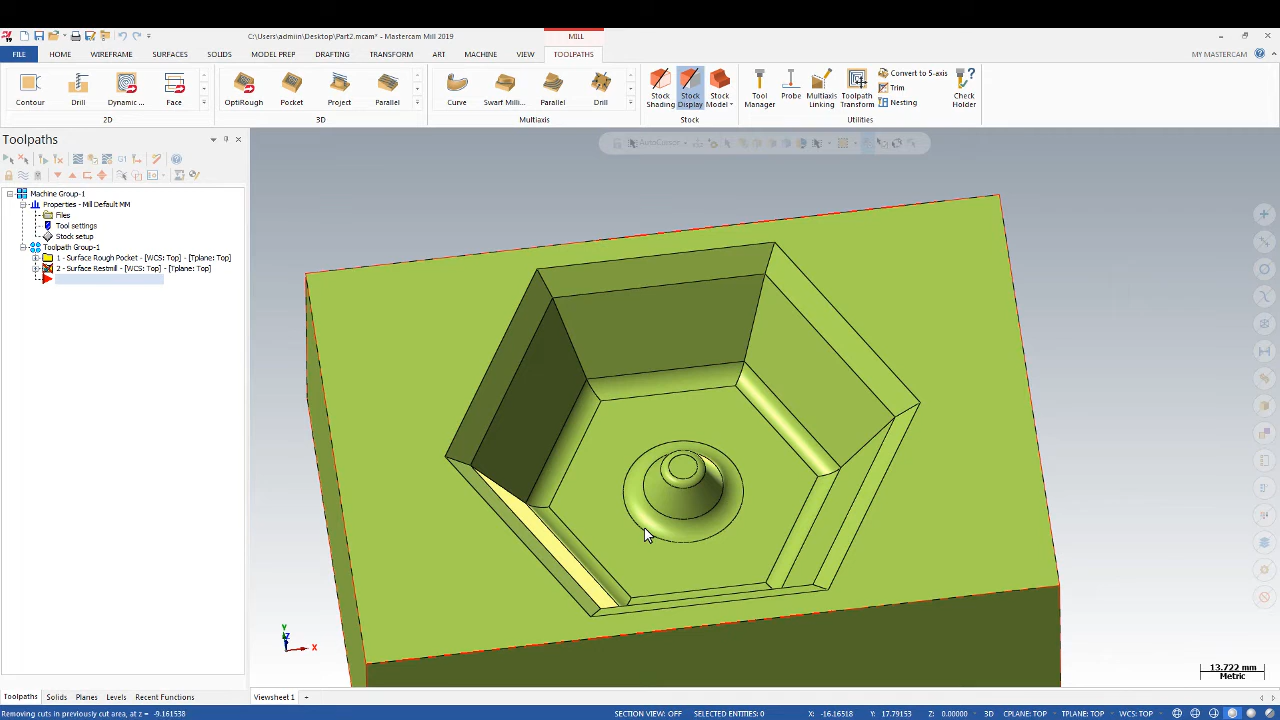 C:\Users\admiin\Desktop\Part2.mcam* - Mastercam Mill 2019
MILL
FILE HOME WIREFRAME SURFACES SOLIDS MODEL PREP DRAFTING TRANSFORM ART MACHINE VIEW TOOLPATHS MY MASTERCAM
Contour Drill Dynamic ... Face
2D
OptiRough Pocket Project Parallel
3D
Curve Swarf Milli... Parallel Drill
Multiaxis
Stock Shading Stock Display Stock Model
Stock
Tool Manager Probe Multiaxis Linking Toolpath Transform Convert to 5-axis Trim Nesting Check Holder
Utilities
Toolpaths
AutoCursor
G1
Machine Group-1
Properties - Mill Default MM
Files
Tool settings
Stock setup
Toolpath Group-1
1 - Surface Rough Pocket - [WCS: Top] - [Tplane: Top]
2 - Surface Restmill - [WCS: Top] - [Tplane: Top]
Y
Z
X
13.722 mm
Metric
Toolpaths Solids Planes Levels Recent Functions
Viewsheet 1 +
Removing cuts in previously cut area, at z = -9.161538
SECTION VIEW: OFF SELECTED ENTITIES: 0 X: -16.16518 Y: 17.79153 Z: 0.00000 3D CPLANE: TOP TPLANE: TOP WCS: TOP